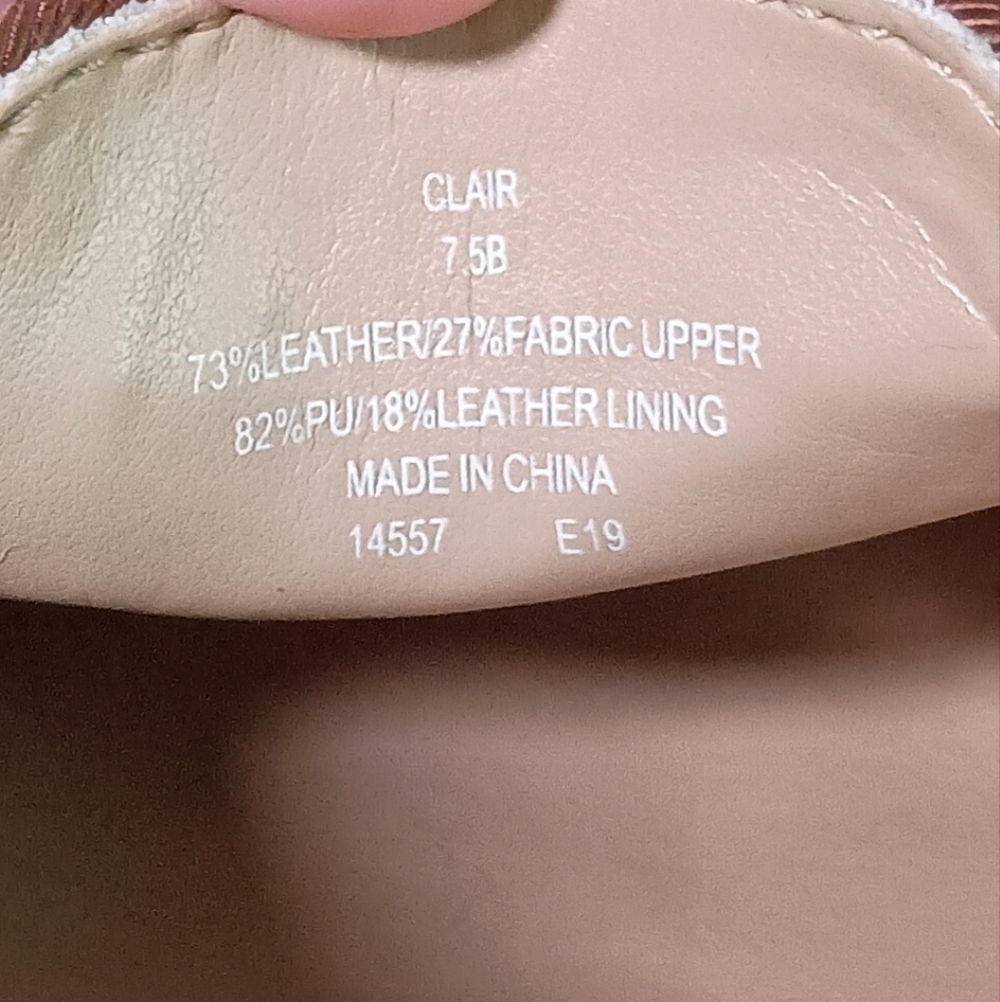 CLAIR
7.5B
73%LEATHER/27%FABRIC UPPER
82%PU/18%LEATHER LINING
MADE IN CHINA
14557 E19